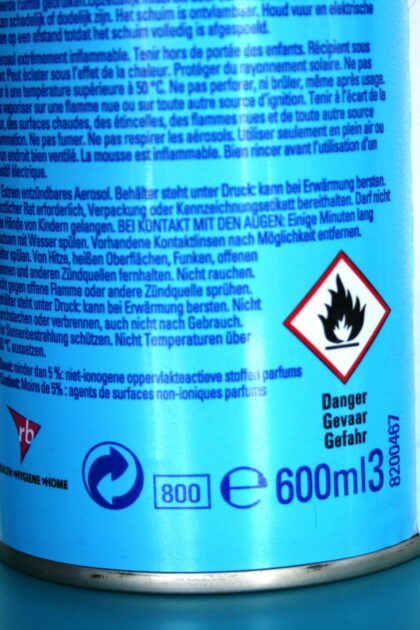 schadelijk of dodelijk zijn. Het schuim is ontvlambaar. Houd vuur en elektrische
op een afstand totdat het schuim volledig is afgespoeld.
extrêmement inflammable. Tenir hors de portée des enfants. Récipient sous
Peut éclater sous l'effet de la chaleur. Protéger du rayonnement solaire. Ne pas
à une température supérieure à 50 °C. Ne pas perforer, ni brûler, même après usage.
vaporiser sur une flamme nue ou sur toute autre source d'ignition. Tenir à l'écart de la
des surfaces chaudes, des étincelles, des flammes nues et de toute autre source
Ne pas fumer. Ne pas respirer les aérosols. Utiliser seulement en plein air ou
endroit bien ventilé. La mousse est inflammable. Bien rincer avant l'utilisation d'un
électrique.
Extrem entzündbares Aerosol. Behälter steht unter Druck: kann bei Erwärmung bersten.
Rat erforderlich, Verpackung oder Kennzeichnungsetikett bereithalten. Darf nicht
Hände von Kindern gelangen. BEI KONTAKT MIT DEN AUGEN: Einige Minuten lang
mit Wasser spülen. Vorhandene Kontaktlinsen nach Möglichkeit entfernen.
spülen. Von Hitze, heißen Oberflächen, Funken, offenen
und anderen Zündquellen fernhalten. Nicht rauchen.
gegen offene Flamme oder andere Zündquelle sprühen.
steht unter Druck: kann bei Erwärmung bersten. Nicht
oder verbrennen, auch nicht nach Gebrauch.
Sonnenbestrahlung schützen. Nicht Temperaturen über
°C aussetzen.
minder dan 5 %: niet-ionogene oppervlakteactieve stoffen parfums
Contient: Moins de 5% : agents de surfaces non-ioniques parfums
Danger
Gevaar
Gefahr
8200467
rb
HEALTH • HYGIENE • HOME
800
e 600ml3